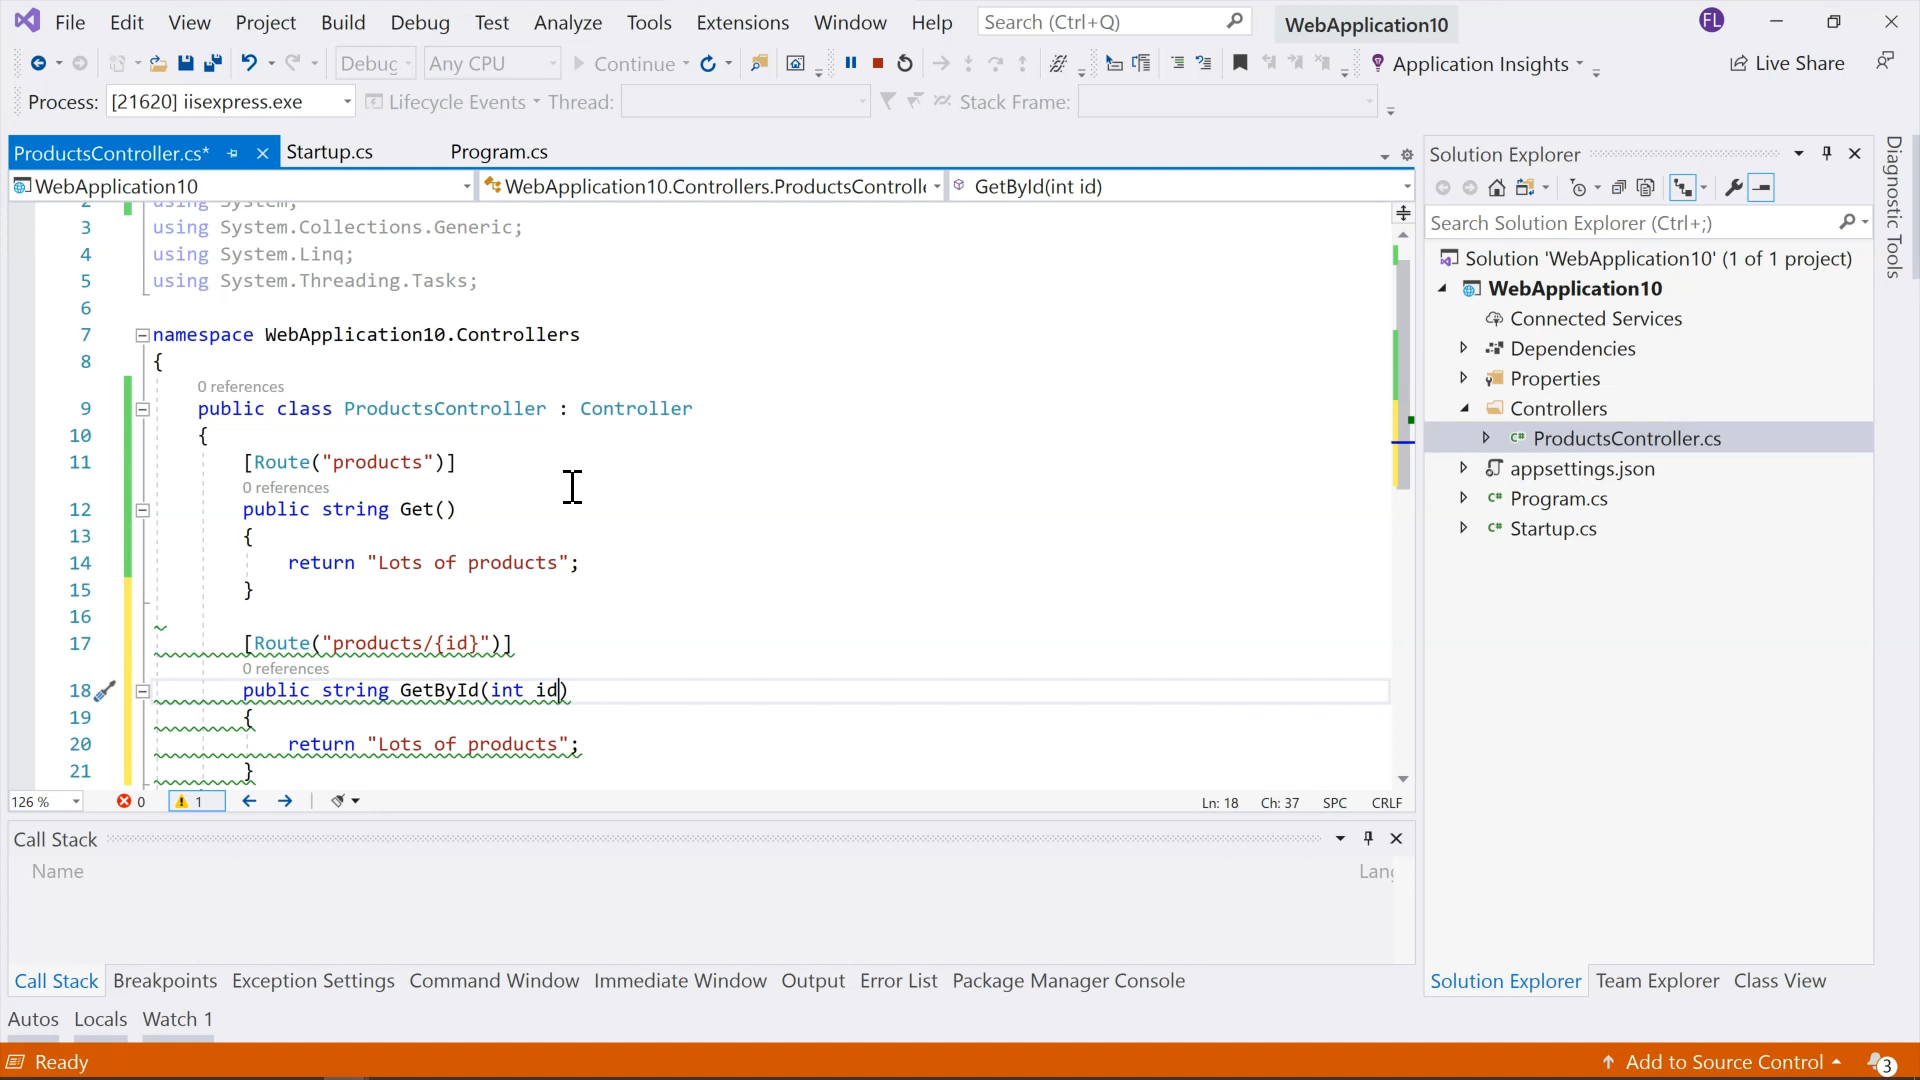 File Edit View Project Build Debug Test Analyze Tools Extensions Window Help Search (Ctrl+Q) WebApplication10 FL
Debug Any CPU Continue Application Insights Live Share
Process: [21620] iisexpress.exe Lifecycle Events Thread: Stack Frame:
ProductsController.cs* Startup.cs Program.cs
WebApplication10 WebApplication10.Controllers.ProductsControll GetById(int id)
2 using System;
3 using System.Collections.Generic;
4 using System.Linq;
5 using System.Threading.Tasks;
6
7 namespace WebApplication10.Controllers
8 {
0 references
9 public class ProductsController : Controller
10 {
11 [Route("products")]
0 references
12 public string Get()
13 {
14 return "Lots of products";
15 }
16
17 [Route("products/{id}")]
0 references
18 public string GetById(int id)
19 {
20 return "Lots of products";
21 }
126 % 0 1 Ln: 18 Ch: 37 SPC CRLF
Call Stack
Name Lang
Call Stack Breakpoints Exception Settings Command Window Immediate Window Output Error List Package Manager Console
Autos Locals Watch 1
Ready Add to Source Control 3
Solution Explorer
Search Solution Explorer (Ctrl+;)
Solution 'WebApplication10' (1 of 1 project)
WebApplication10
Connected Services
Dependencies
Properties
Controllers
C# ProductsController.cs
appsettings.json
C# Program.cs
C# Startup.cs
Solution Explorer Team Explorer Class View
Diagnostic Tools